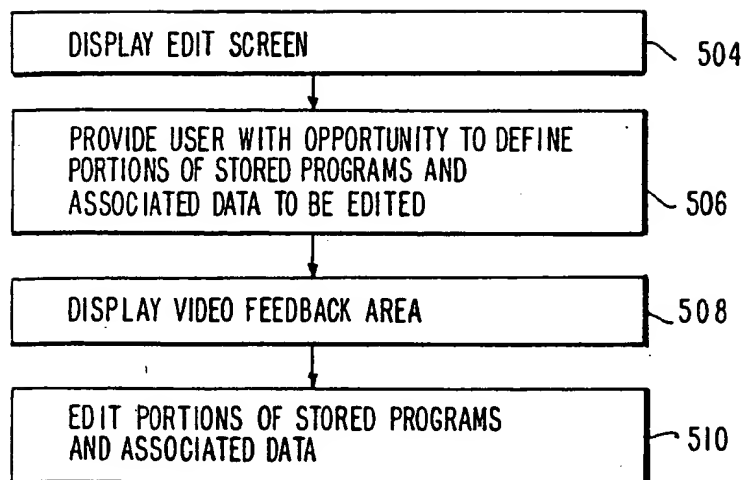 DISPLAY EDIT SCREEN
504
PROVIDE USER WITH OPPORTUNITY TO DEFINE
PORTIONS OF STORED PROGRAMS AND
ASSOCIATED DATA TO BE EDITED
506
DISPLAY VIDEO FEEDBACK AREA
508
EDIT PORTIONS OF STORED PROGRAMS
AND ASSOCIATED DATA
510